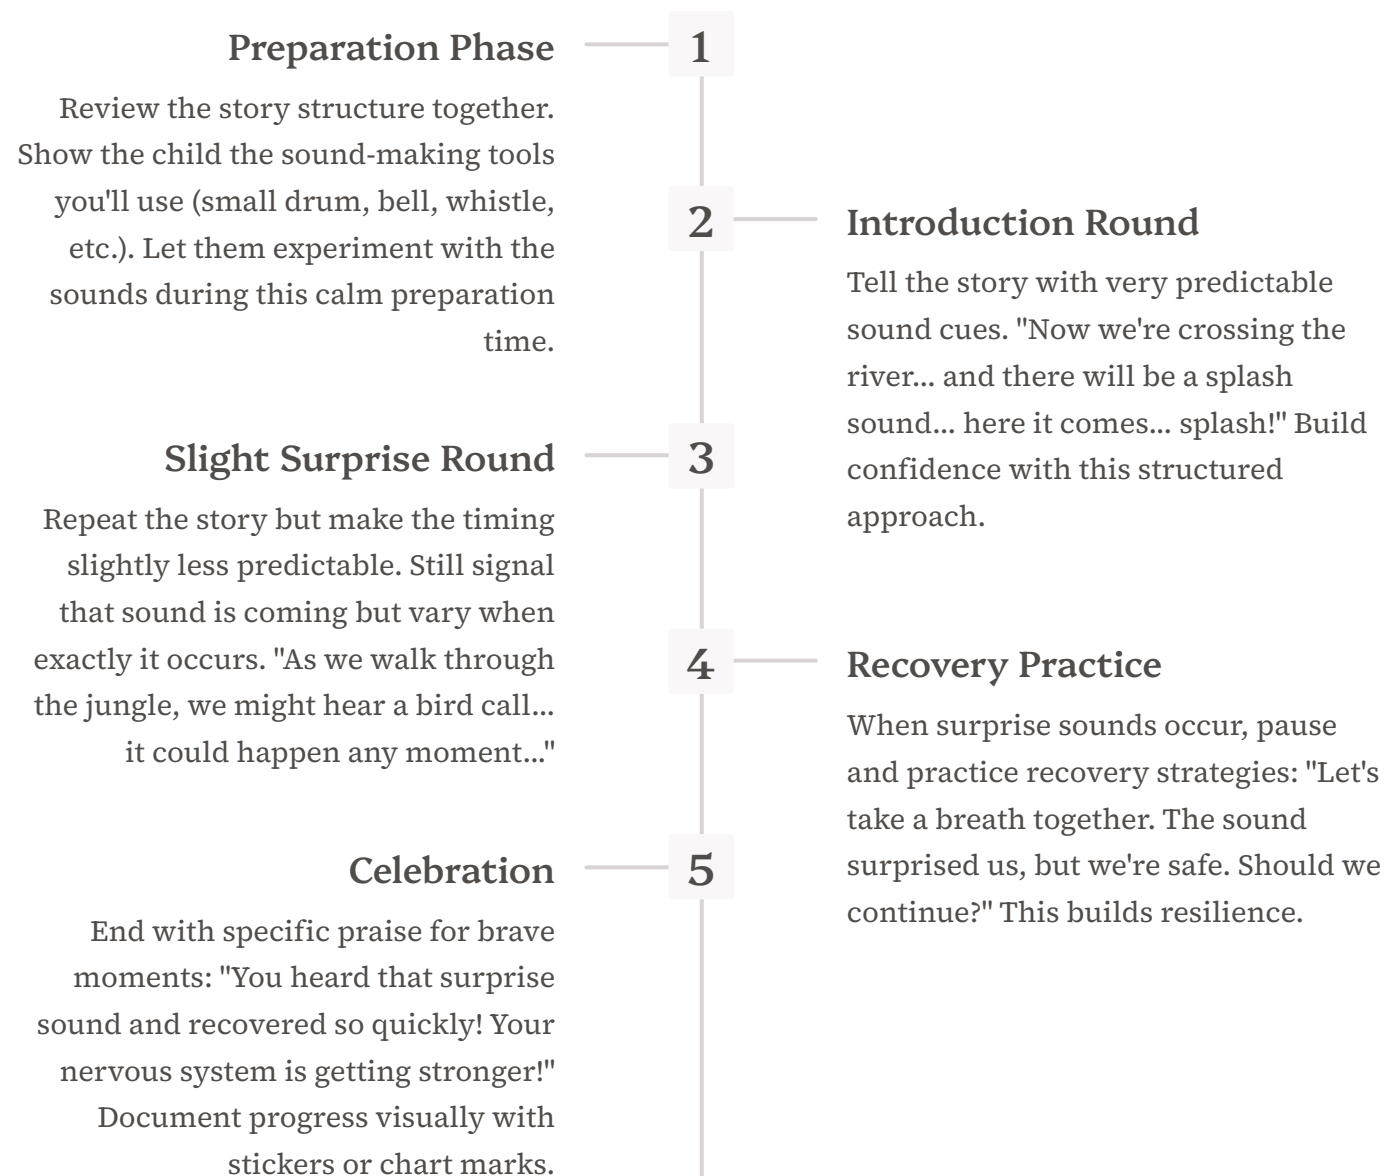 Preparation Phase
1
Review the story structure together.
Show the child the sound-making tools
you'll use (small drum, bell, whistle,
etc.). Let them experiment with the
sounds during this calm preparation
time.
2
Introduction Round
Tell the story with very predictable
sound cues. "Now we're crossing the
river... and there will be a splash
sound... here it comes... splash!" Build
confidence with this structured
approach.
Slight Surprise Round
3
Repeat the story but make the timing
slightly less predictable. Still signal
that sound is coming but vary when
exactly it occurs. "As we walk through
the jungle, we might hear a bird call...
it could happen any moment..."
4
Recovery Practice
When surprise sounds occur, pause
and practice recovery strategies: "Let's
take a breath together. The sound
surprised us, but we're safe. Should we
continue?" This builds resilience.
Celebration
5
End with specific praise for brave
moments: "You heard that surprise
sound and recovered so quickly! Your
nervous system is getting stronger!"
Document progress visually with
stickers or chart marks.